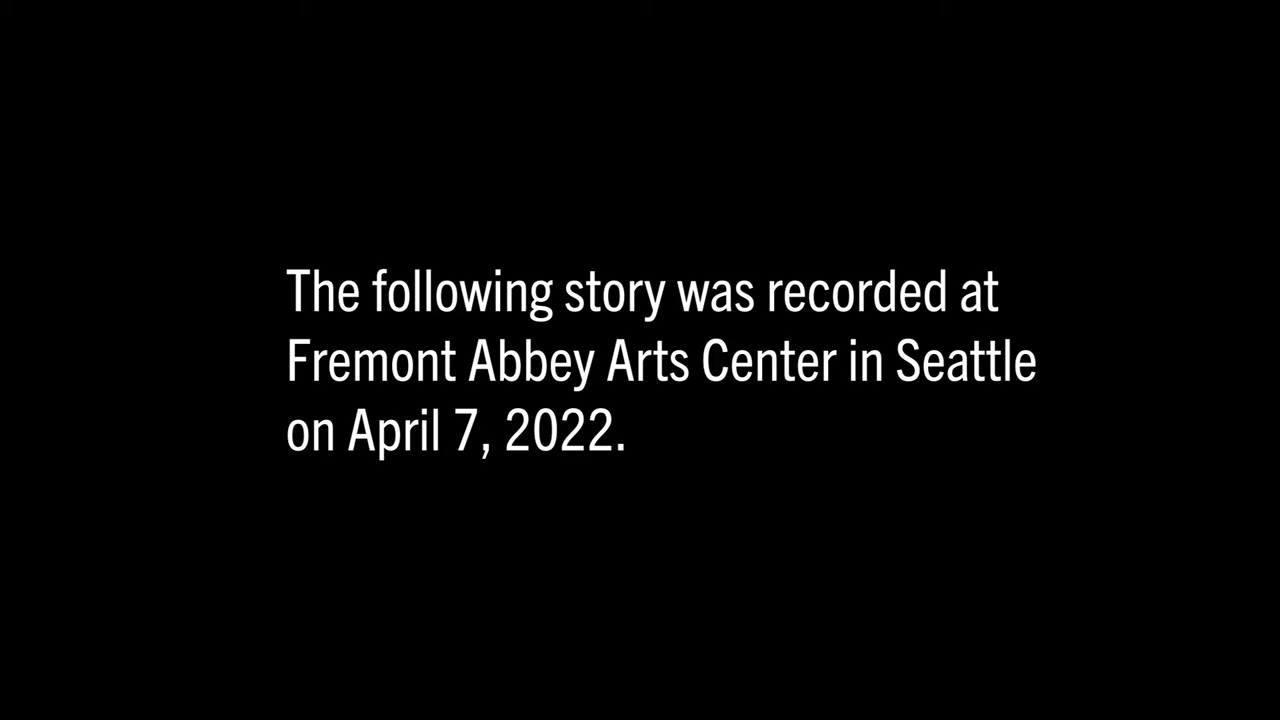 The following story was recorded at
Fremont Abbey Arts Center in Seattle
on April 7, 2022.